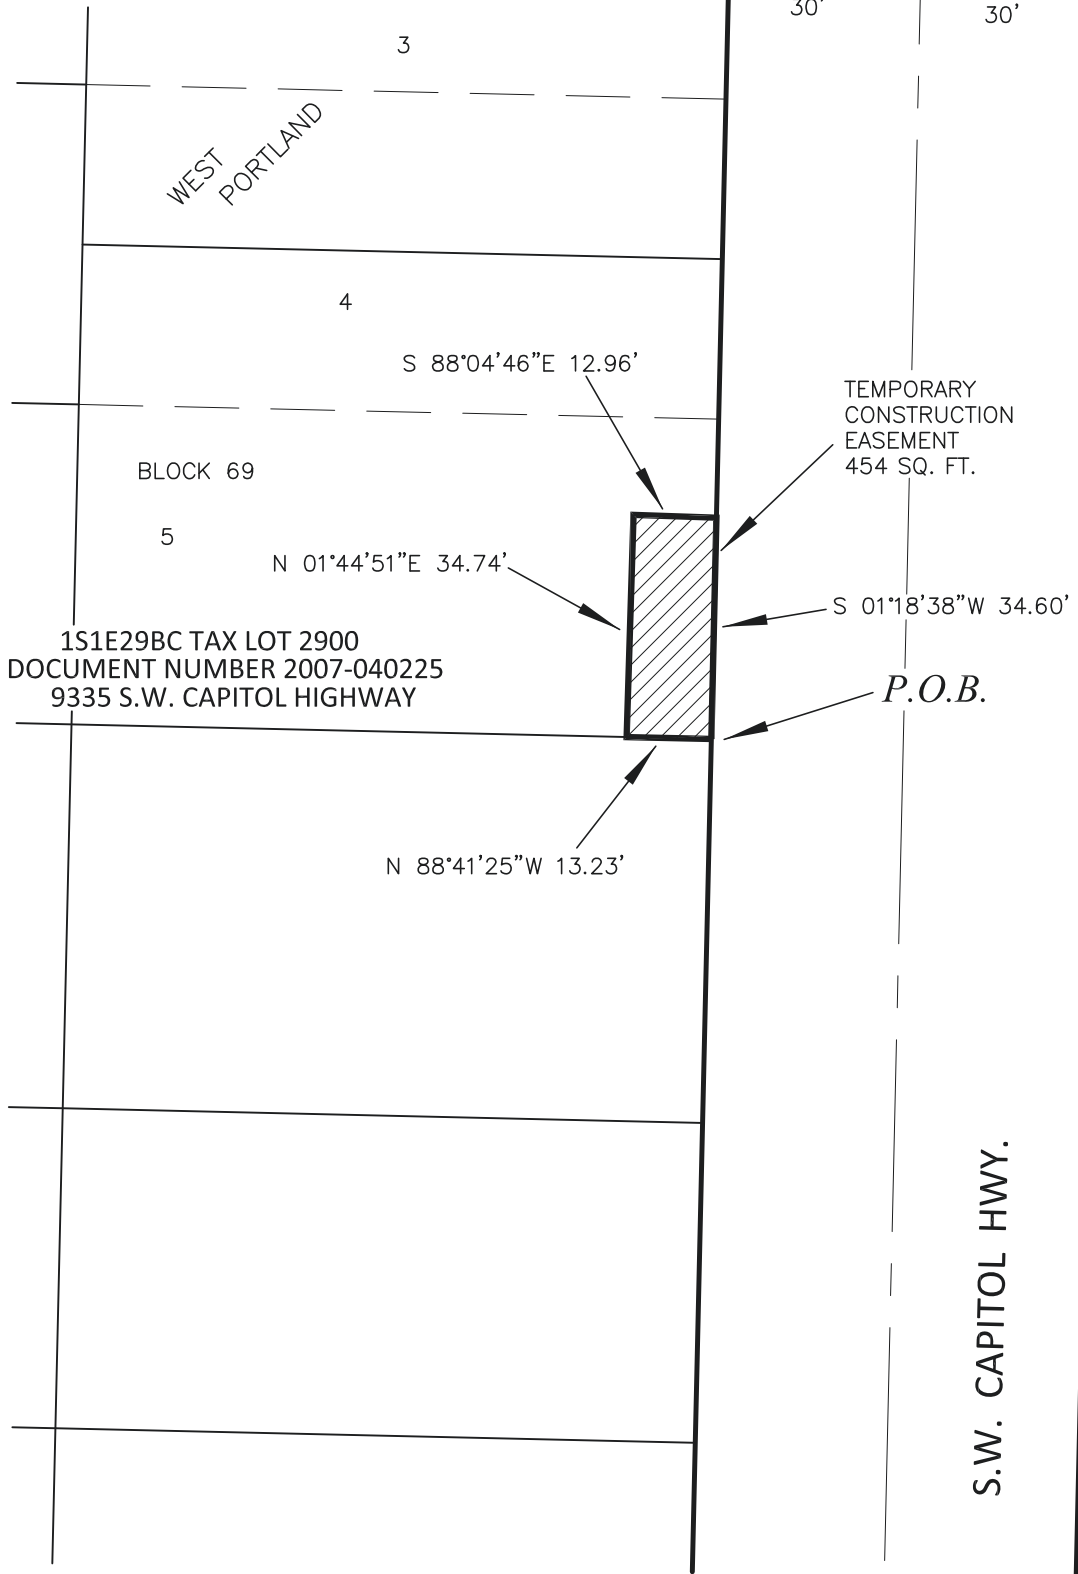 30'
30'
3
WEST
PORTLAND
4
S 88°04'46"E 12.96'
TEMPORARY
CONSTRUCTION
EASEMENT
454 SQ. FT.
BLOCK 69
5
N 01°44'51"E 34.74'
S 01°18'38"W 34.60'
1S1E29BC TAX LOT 2900
DOCUMENT NUMBER 2007-040225
9335 S.W. CAPITOL HIGHWAY
P.O.B.
N 88°41'25"W 13.23'
S.W. CAPITOL HWY.